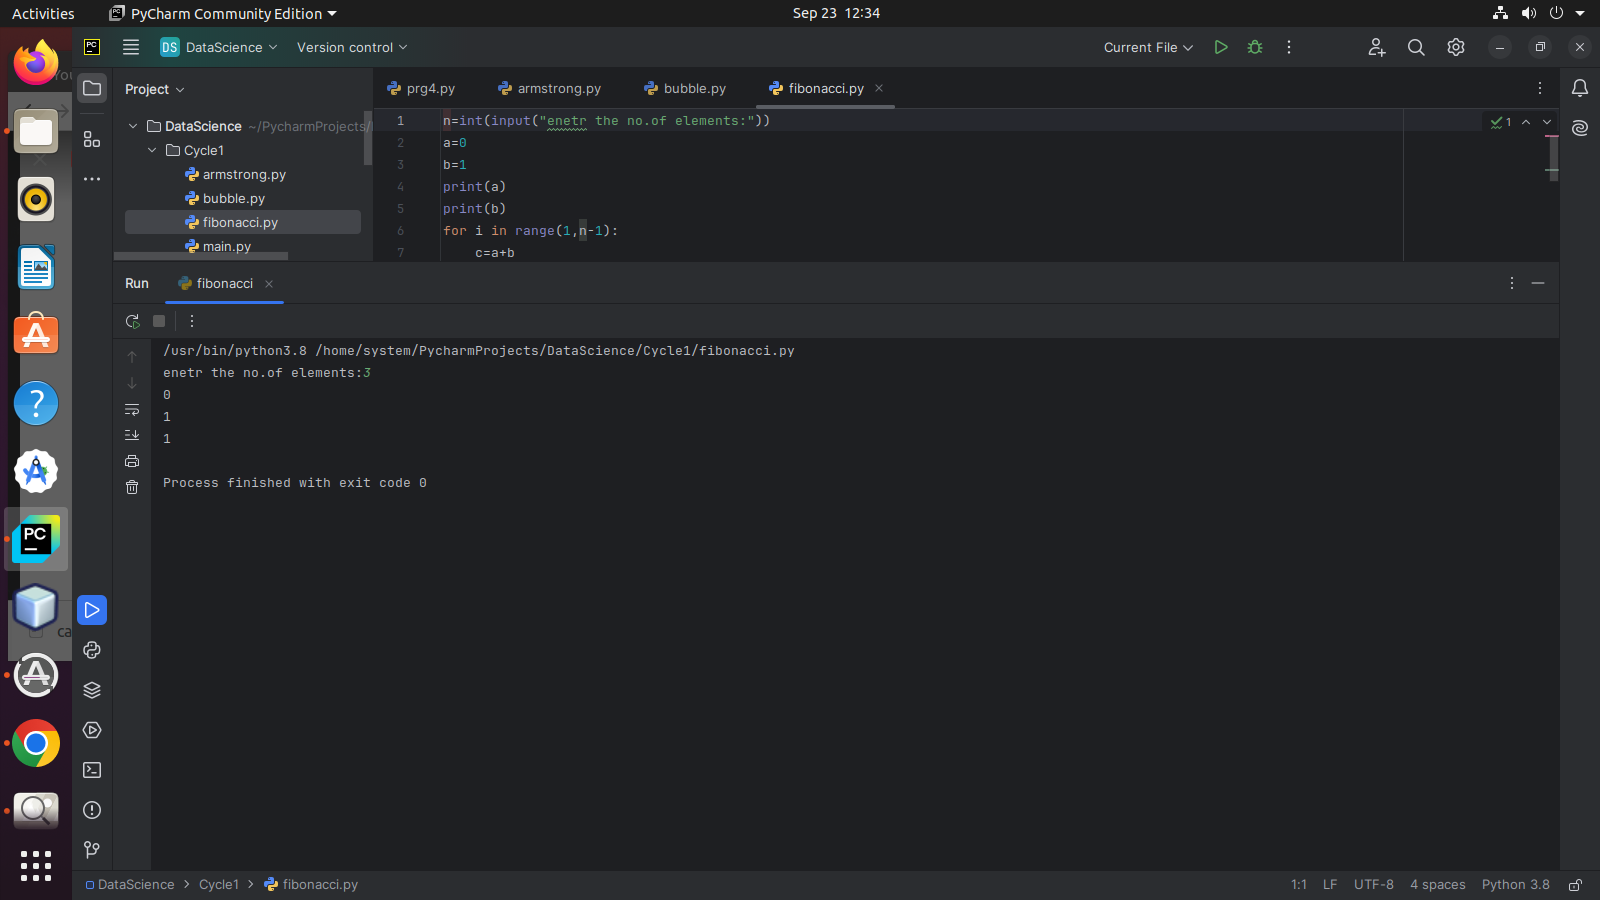 Activities PyCharm Community Edition Sep 23 12:34
PC DS DataScience Version control Current File
Project prg4.py armstrong.py bubble.py fibonacci.py
DataScience ~/PycharmProjects/
Cycle1
armstrong.py
bubble.py
fibonacci.py
main.py
1 n=int(input("enetr the no.of elements:"))
2 a=0
3 b=1
4 print(a)
5 print(b)
6 for i in range(1,n-1):
7 c=a+b
1
Run fibonacci
/usr/bin/python3.8 /home/system/PycharmProjects/DataScience/Cycle1/fibonacci.py
enetr the no.of elements:3
0
1
1
Process finished with exit code 0
You
PC
ca
DataScience Cycle1 fibonacci.py 1:1 LF UTF-8 4 spaces Python 3.8